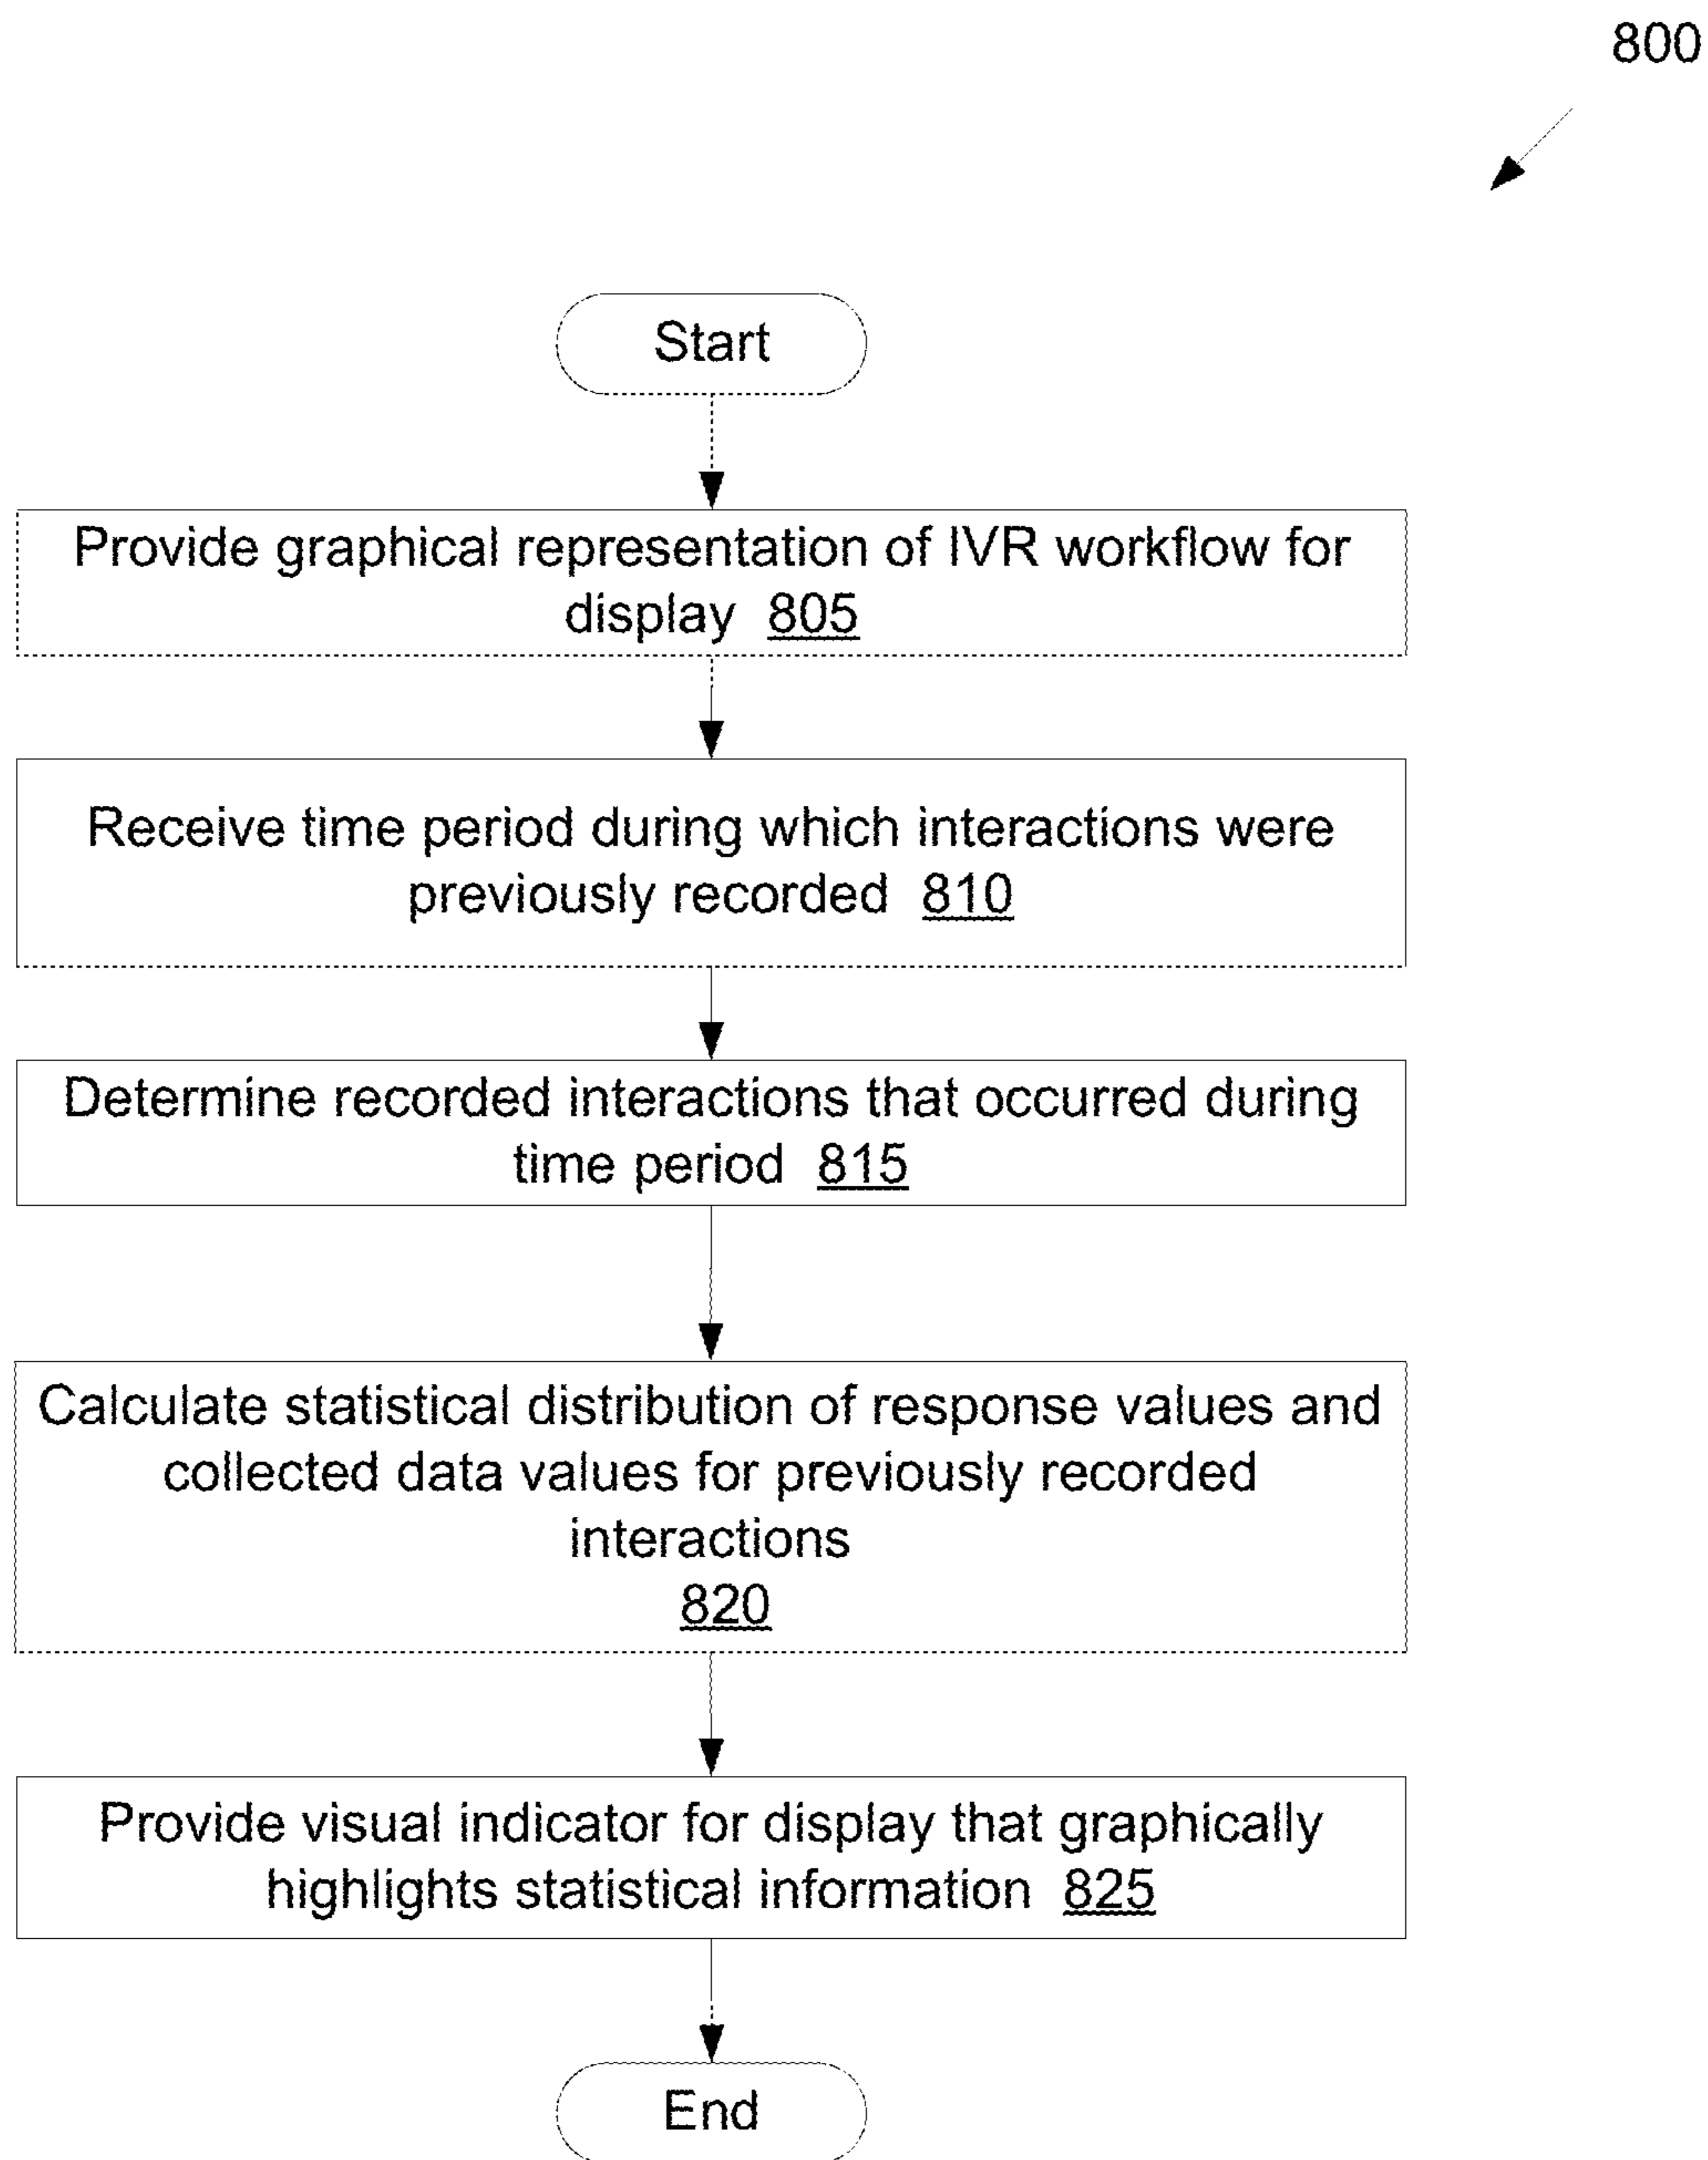 800
Start
Provide graphical representation of IVR workflow for
display 805
Receive time period during which interactions were
previously recorded 810
Determine recorded interactions that occurred during
time period 815
Calculate statistical distribution of response values and
collected data values for previously recorded
interactions
820
Provide visual indicator for display that graphically
highlights statistical information 825
End